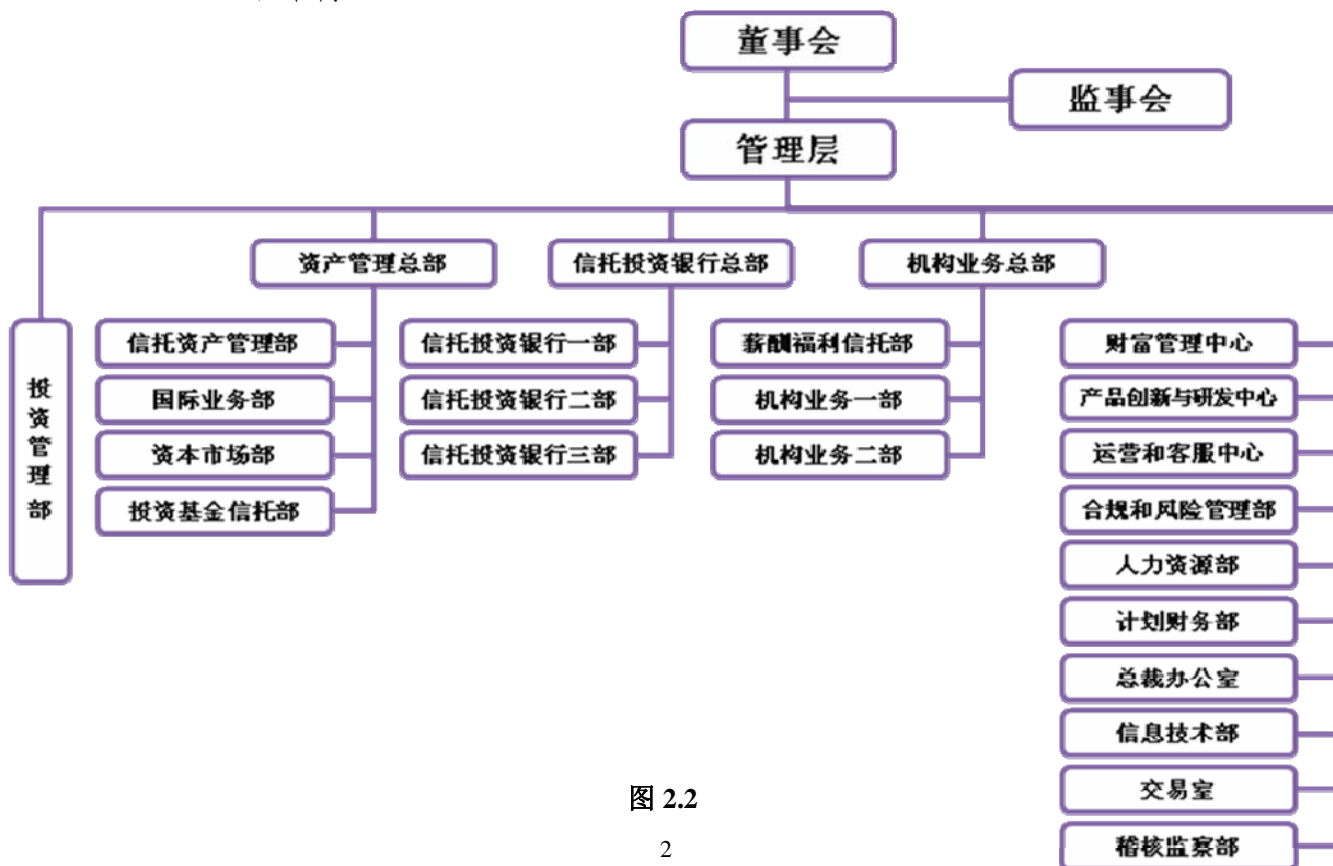 董事会
监事会
管理层
资产管理总部
信托投资银行总部
机构业务总部
投资管理部
信托资产管理部
国际业务部
资本市场部
投资基金信托部
信托投资银行一部
信托投资银行二部
信托投资银行三部
薪酬福利信托部
机构业务一部
机构业务二部
财富管理中心
产品创新与研发中心
运营和客服中心
合规和风险管理部
人力资源部
计划财务部
总裁办公室
信息技术部
交易室
稽核监察部
图 2.2
2